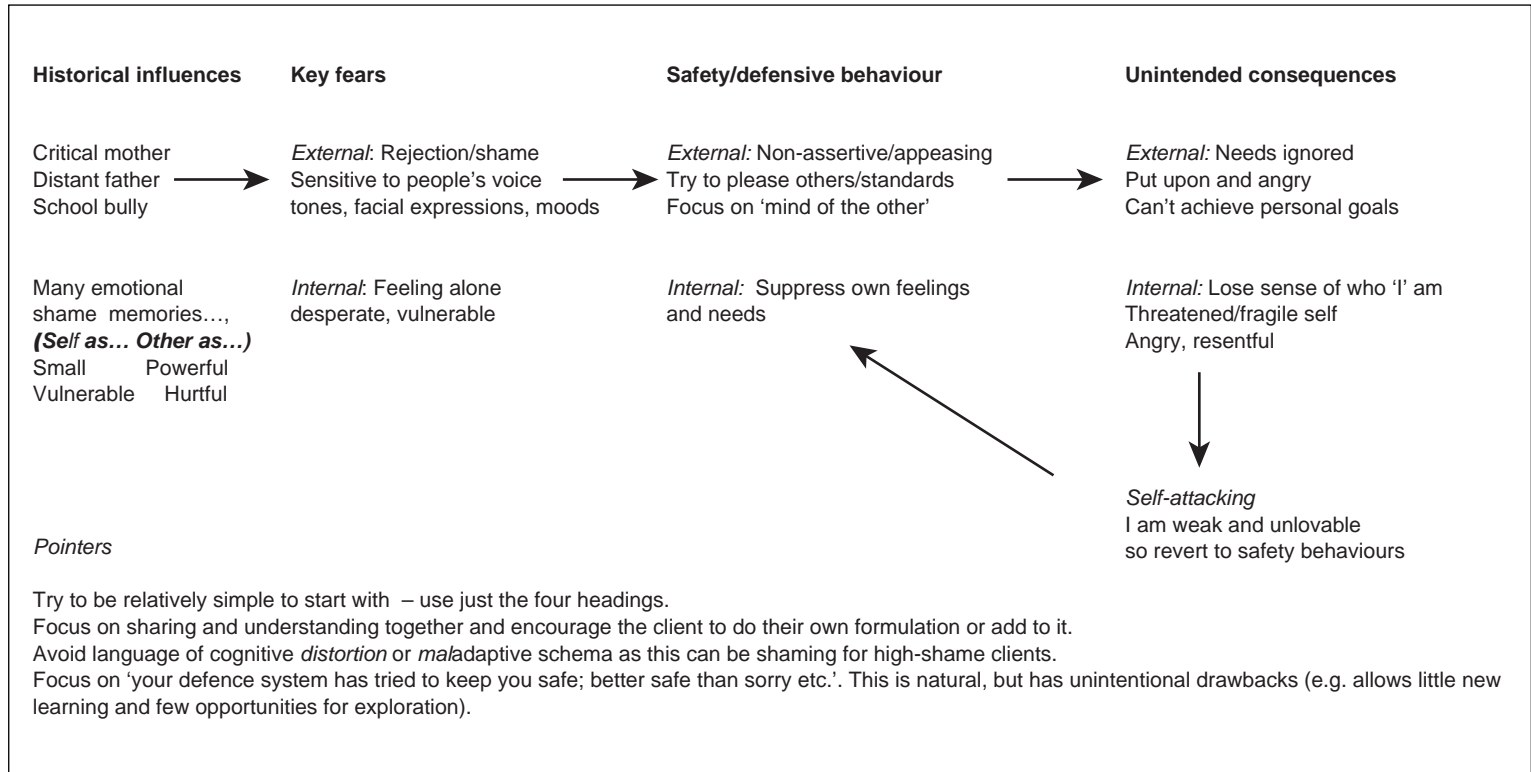 Historical influences
Key fears
Safety/defensive behaviour
Unintended consequences
Critical mother
Distant father
School bully
External: Rejection/shame
Sensitive to people’s voice
tones, facial expressions, moods
External: Non-assertive/appeasing
Try to please others/standards
Focus on ‘mind of the other’
External: Needs ignored
Put upon and angry
Can’t achieve personal goals
Many emotional
shame memories…,
(Self as… Other as…)
Small Powerful
Vulnerable Hurtful
Internal: Feeling alone
desperate, vulnerable
Internal: Suppress own feelings
and needs
Internal: Lose sense of who ‘I’ am
Threatened/fragile self
Angry, resentful
Self-attacking
I am weak and unlovable
so revert to safety behaviours
Pointers
Try to be relatively simple to start with – use just the four headings.
Focus on sharing and understanding together and encourage the client to do their own formulation or add to it.
Avoid language of cognitive distortion or maladaptive schema as this can be shaming for high-shame clients.
Focus on ‘your defence system has tried to keep you safe; better safe than sorry etc.’. This is natural, but has unintentional drawbacks (e.g. allows little new
learning and few opportunities for exploration).